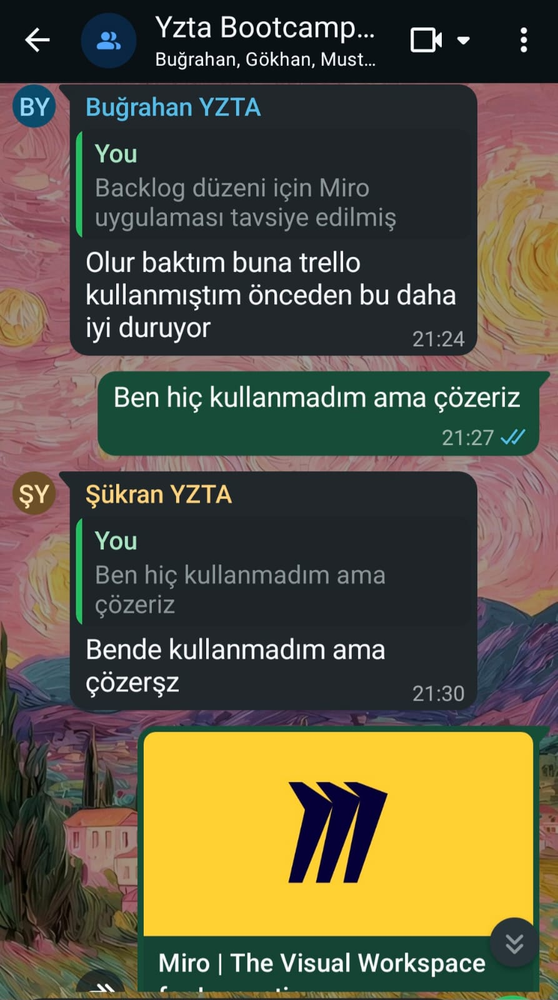 Yzta Bootcamp...
Buğrahan, Gökhan, Must...
BY
Buğrahan YZTA
You
Backlog düzeni için Miro
uygulaması tavsiye edilmiş
Olur baktım buna trello
kullanmıştım önceden bu daha
iyi duruyor
21:24
Ben hiç kullanmadım ama çözeriz
21:27
ŞY
Şükran YZTA
You
Ben hiç kullanmadım ama
çözeriz
Bende kullanmadım ama
çözerşz
21:30
Miro | The Visual Workspace